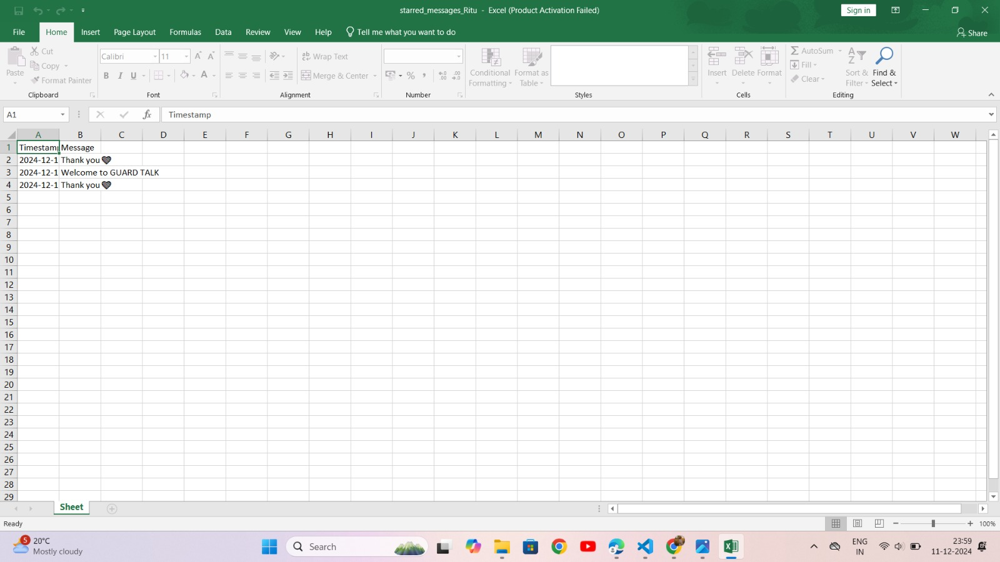 starred_messages_Ritu - Excel (Product Activation Failed)
Sign in
File Home Insert Page Layout Formulas Data Review View Help Tell me what you want to do Share
Paste
Cut
Copy
Format Painter
Clipboard
Calibri 11
B I U A
Font
ab Wrap Text
Merge & Center
Alignment
% ,
Number
Conditional Formatting
Format as Table
Styles
Insert Delete Format
Cells
AutoSum
Fill
Clear
Sort & Filter
Find & Select
Editing
A1 fx Timestamp
A B C D E F G H I J K L M N O P Q R S T U V W
1 Timestamp Message
2 2024-12-1 Thank you 🖤
3 2024-12-1 Welcome to GUARD TALK
4 2024-12-1 Thank you 🖤
5
6
7
8
9
10
11
12
13
14
15
16
17
18
19
20
21
22
23
24
25
26
27
28
29
Sheet
Ready
100%
5
20°C
Mostly cloudy
Search
ENG
IN
23:59
11-12-2024